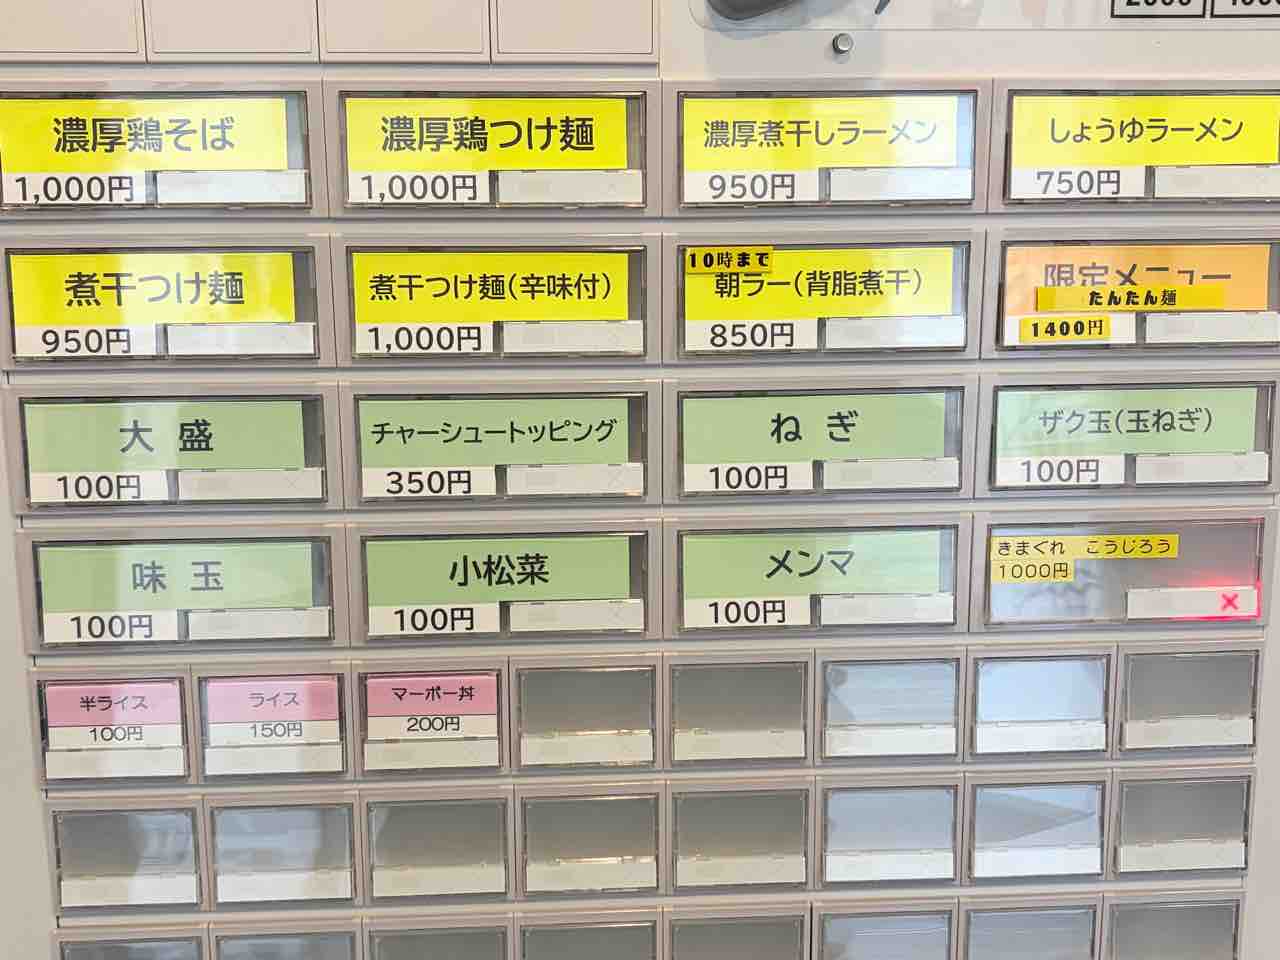 濃厚鶏そば
1,000円
濃厚鶏つけ麺
1,000円
濃厚煮干しラーメン
950円
しょうゆラーメン
750円
煮干つけ麺
950円
煮干つけ麺(辛味付)
1,000円
10時まで
朝ラー(背脂煮干)
850円
限定メニュー
たんたん麺
1400円
大盛
100円
チャーシュートッピング
350円
ねぎ
100円
ザク玉(玉ねぎ)
100円
味玉
100円
小松菜
100円
メンマ
100円
きまぐれ こうじろう
1000円
×
半ライス
100円
ライス
150円
マーボー丼
200円